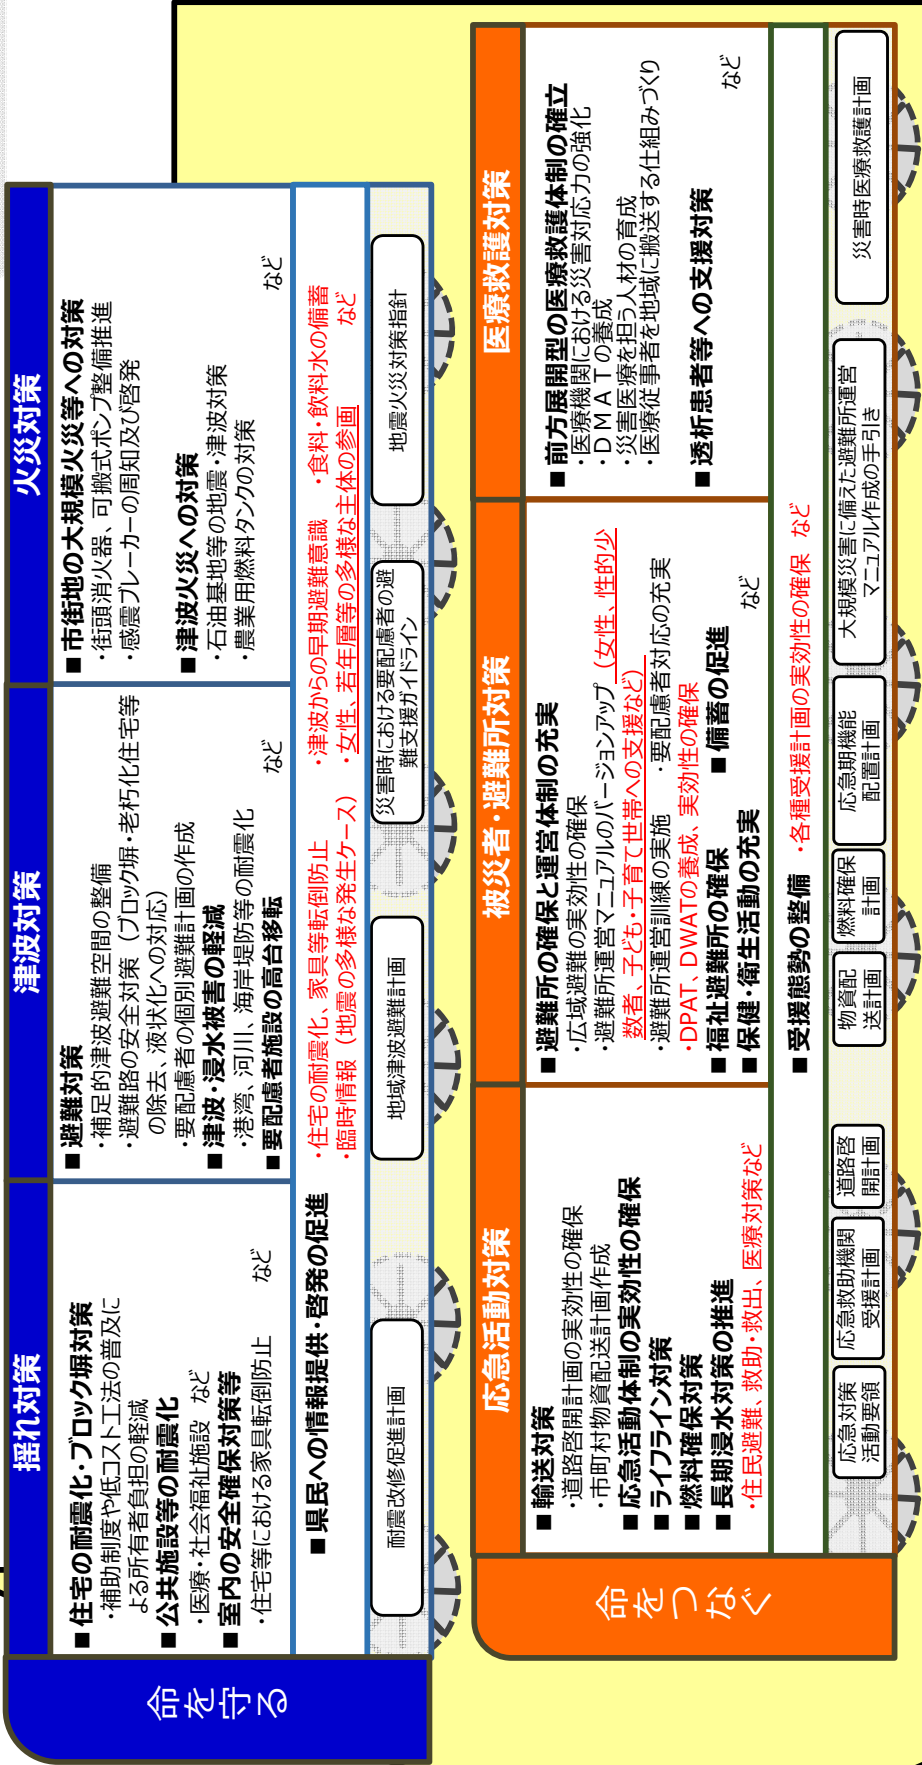 命を守る
揺れ対策
■住宅の耐震化・ブロック塀対策
・補助制度や低コスト工法の普及に
よる所有者負担の軽減
■公共施設等の耐震化
・医療・社会福祉施設 など
■室内の安全確保対策等
・住宅等における家具転倒防止
など
津波対策
■避難対策
・補足的津波避難空間の整備
・避難路の安全対策（ブロック塀・老朽化住宅等
の除去、液状化への対応）
・要配慮者の個別避難計画の作成
■津波・浸水被害の軽減
・港湾、河川、海岸堤防等の耐震化
■要配慮者施設の高台移転
など
火災対策
■市街地の大規模火災等への対策
・街頭消火器、可搬式ポンプ整備推進
・感震ブレーカーの周知及び啓発
■津波火災への対策
・石油基地等の地震・津波対策
・農業用燃料タンクの対策
など
■県民への情報提供・啓発の促進
・住宅の耐震化、家具等転倒防止
・臨時情報（地震の多様な発生ケース）
・津波からの早期避難意識
・食料・飲料水の備蓄
・女性、若年層等の多様な主体の参画
など
耐震改修促進計画
地域津波避難計画
災害時における要配慮者の避
難支援ガイドライン
地震火災対策指針
命をつなぐ
応急活動対策
■輸送対策
・道路啓開計画の実効性の確保
・市町村物資配送計画作成
■応急活動体制の実効性の確保
■ライフライン対策
■燃料確保対策
■長期浸水対策の推進
・住民避難、救助・救出、医療対策など
被災者・避難所対策
■避難所の確保と運営体制の充実
・広域避難の実効性の確保
・避難所運営マニュアルのバージョンアップ（女性、性的少
数者、子ども・子育て世帯への支援など）
・避難所運営訓練の実施 ・要配慮者対応の充実
・DPAT、DWATの養成、実効性の確保
■福祉避難所の確保 ■備蓄の促進
■保健・衛生活動の充実
など
医療救護対策
■前方展開型の医療救護体制の確立
・医療機関における災害対応力の強化
・DMATの養成
・災害医療を担う人材の育成
・医療従事者を地域に搬送する仕組みづくり
■透析患者等への支援対策
など
■受援態勢の整備
・各種受援計画の実効性の確保 など
応急対策
活動要領
応急救助機関
受援計画
道路啓
開計画
物資配
送計画
燃料確保
計画
応急期機能
配置計画
大規模災害に備えた避難所運営
マニュアル作成の手引き
災害時医療救護計画